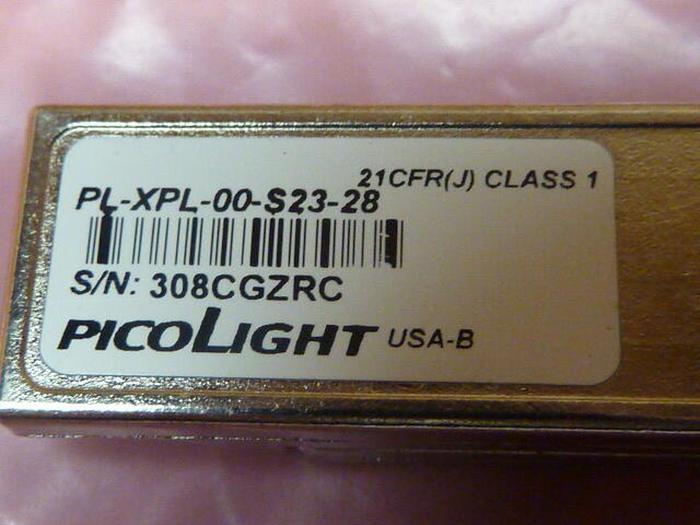 21CFR(J) CLASS 1
PL-XPL-00-S23-28
S/N: 308CGZRC
PICOLIGHT USA-B